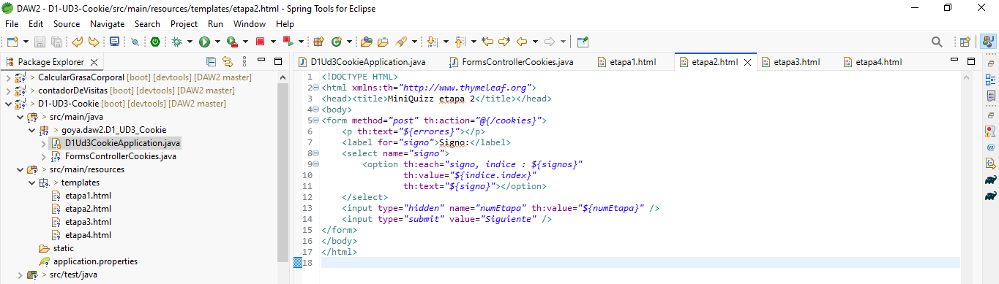 DAW2 - D1-UD3-Cookie/src/main/resources/templates/etapa2.html - Spring Tools for Eclipse
File Edit Source Navigate Search Project Run Window Help
Package Explorer
CalcularGrasaCorporal [boot] [devtools] [DAW2 master]
contadorDeVisitas [boot] [devtools] [DAW2 master]
> D1-UD3-Cookie [boot] [devtools] [DAW2 master]
> src/main/java
> goya.daw2.D1_UD3_Cookie
D1Ud3CookieApplication.java
FormsControllerCookies.java
> src/main/resources
> templates
etapa1.html
etapa2.html
etapa3.html
etapa4.html
static
application.properties
> src/test/java
D1Ud3CookieApplication.java FormsControllerCookies.java etapa1.html etapa2.html etapa3.html etapa4.html
1 <!DOCTYPE HTML>
2 <html xmlns:th="http://www.thymeleaf.org">
3 <head><title>MiniQuizz etapa 2</title></head>
4 <body>
5 <form method="post" th:action="@{/cookies}">
6 <p th:text="${errores}"></p>
7 <label for="signo">Signo:</label>
8 <select name="signo">
9 <option th:each="signo, indice : ${signos}"
10 th:value="${indice.index}"
11 th:text="${signo}"></option>
12 </select>
13 <input type="hidden" name="numEtapa" th:value="${numEtapa}" />
14 <input type="submit" value="Siguiente" />
15 </form>
16 </body>
17 </html>
18